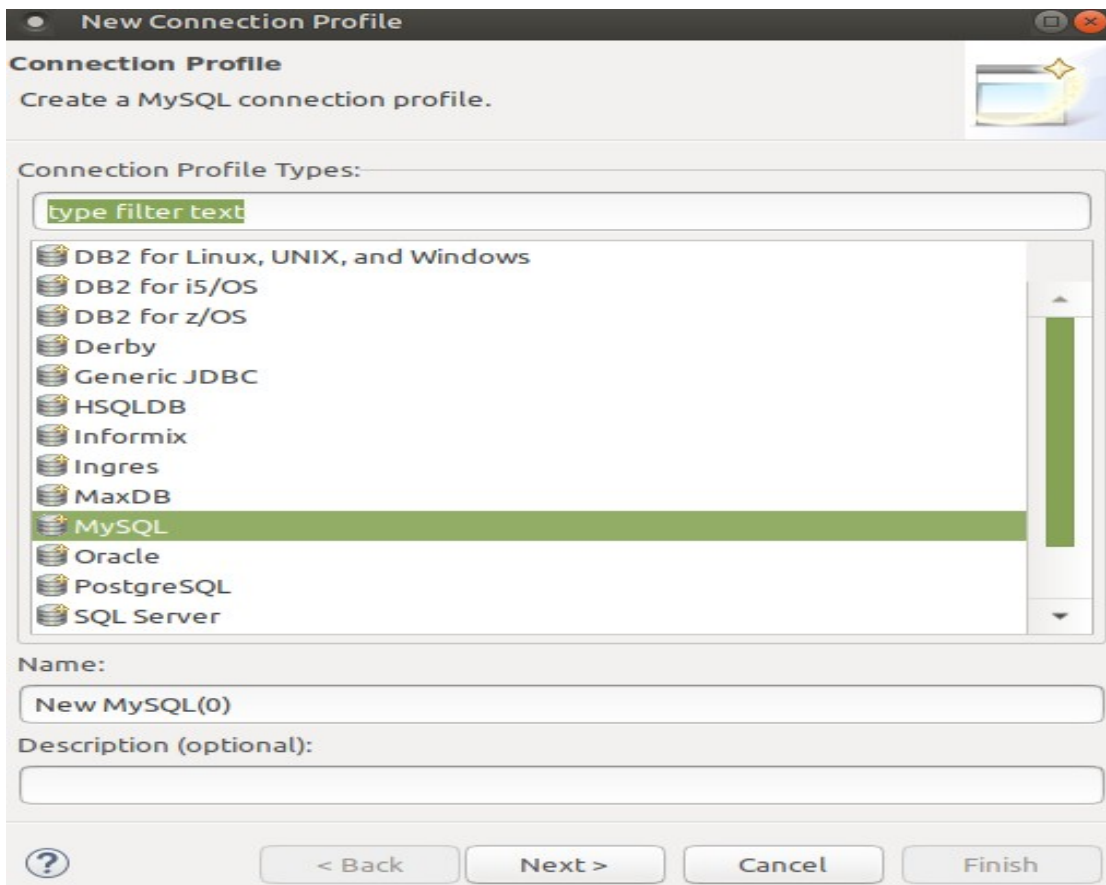 New Connection Profile
Connection Profile
Create a MySQL connection profile.
Connection Profile Types:
type filter text
DB2 for Linux, UNIX, and Windows
DB2 for i5/OS
DB2 for z/OS
Derby
Generic JDBC
HSQLDB
Informix
Ingres
MaxDB
MySQL
Oracle
PostgreSQL
SQL Server
Name:
New MySQL(0)
Description (optional):
? < Back Next > Cancel Finish